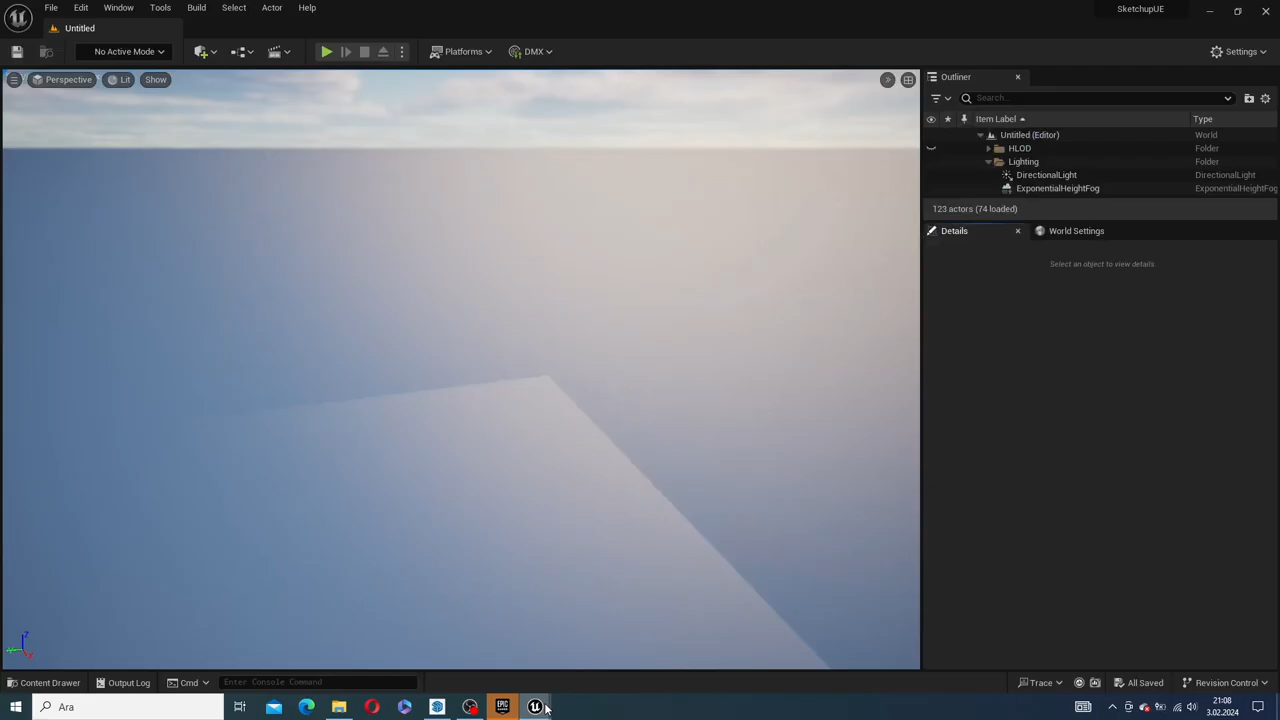 File Edit Window Tools Build Select Actor Help
SketchupUE
Untitled
No Active Mode
Platforms
DMX
Settings
Perspective Lit Show
Outliner
Search...
Item Label Type
Untitled (Editor) World
HLOD Folder
Lighting Folder
DirectionalLight DirectionalLight
ExponentialHeightFog ExponentialHeightFog
123 actors (74 loaded)
Details World Settings
Select an object to view details.
Z
Content Drawer Output Log Cmd Enter Console Command Trace All Saved Revision Control
Ara
EPIC
21:08
3.02.2024